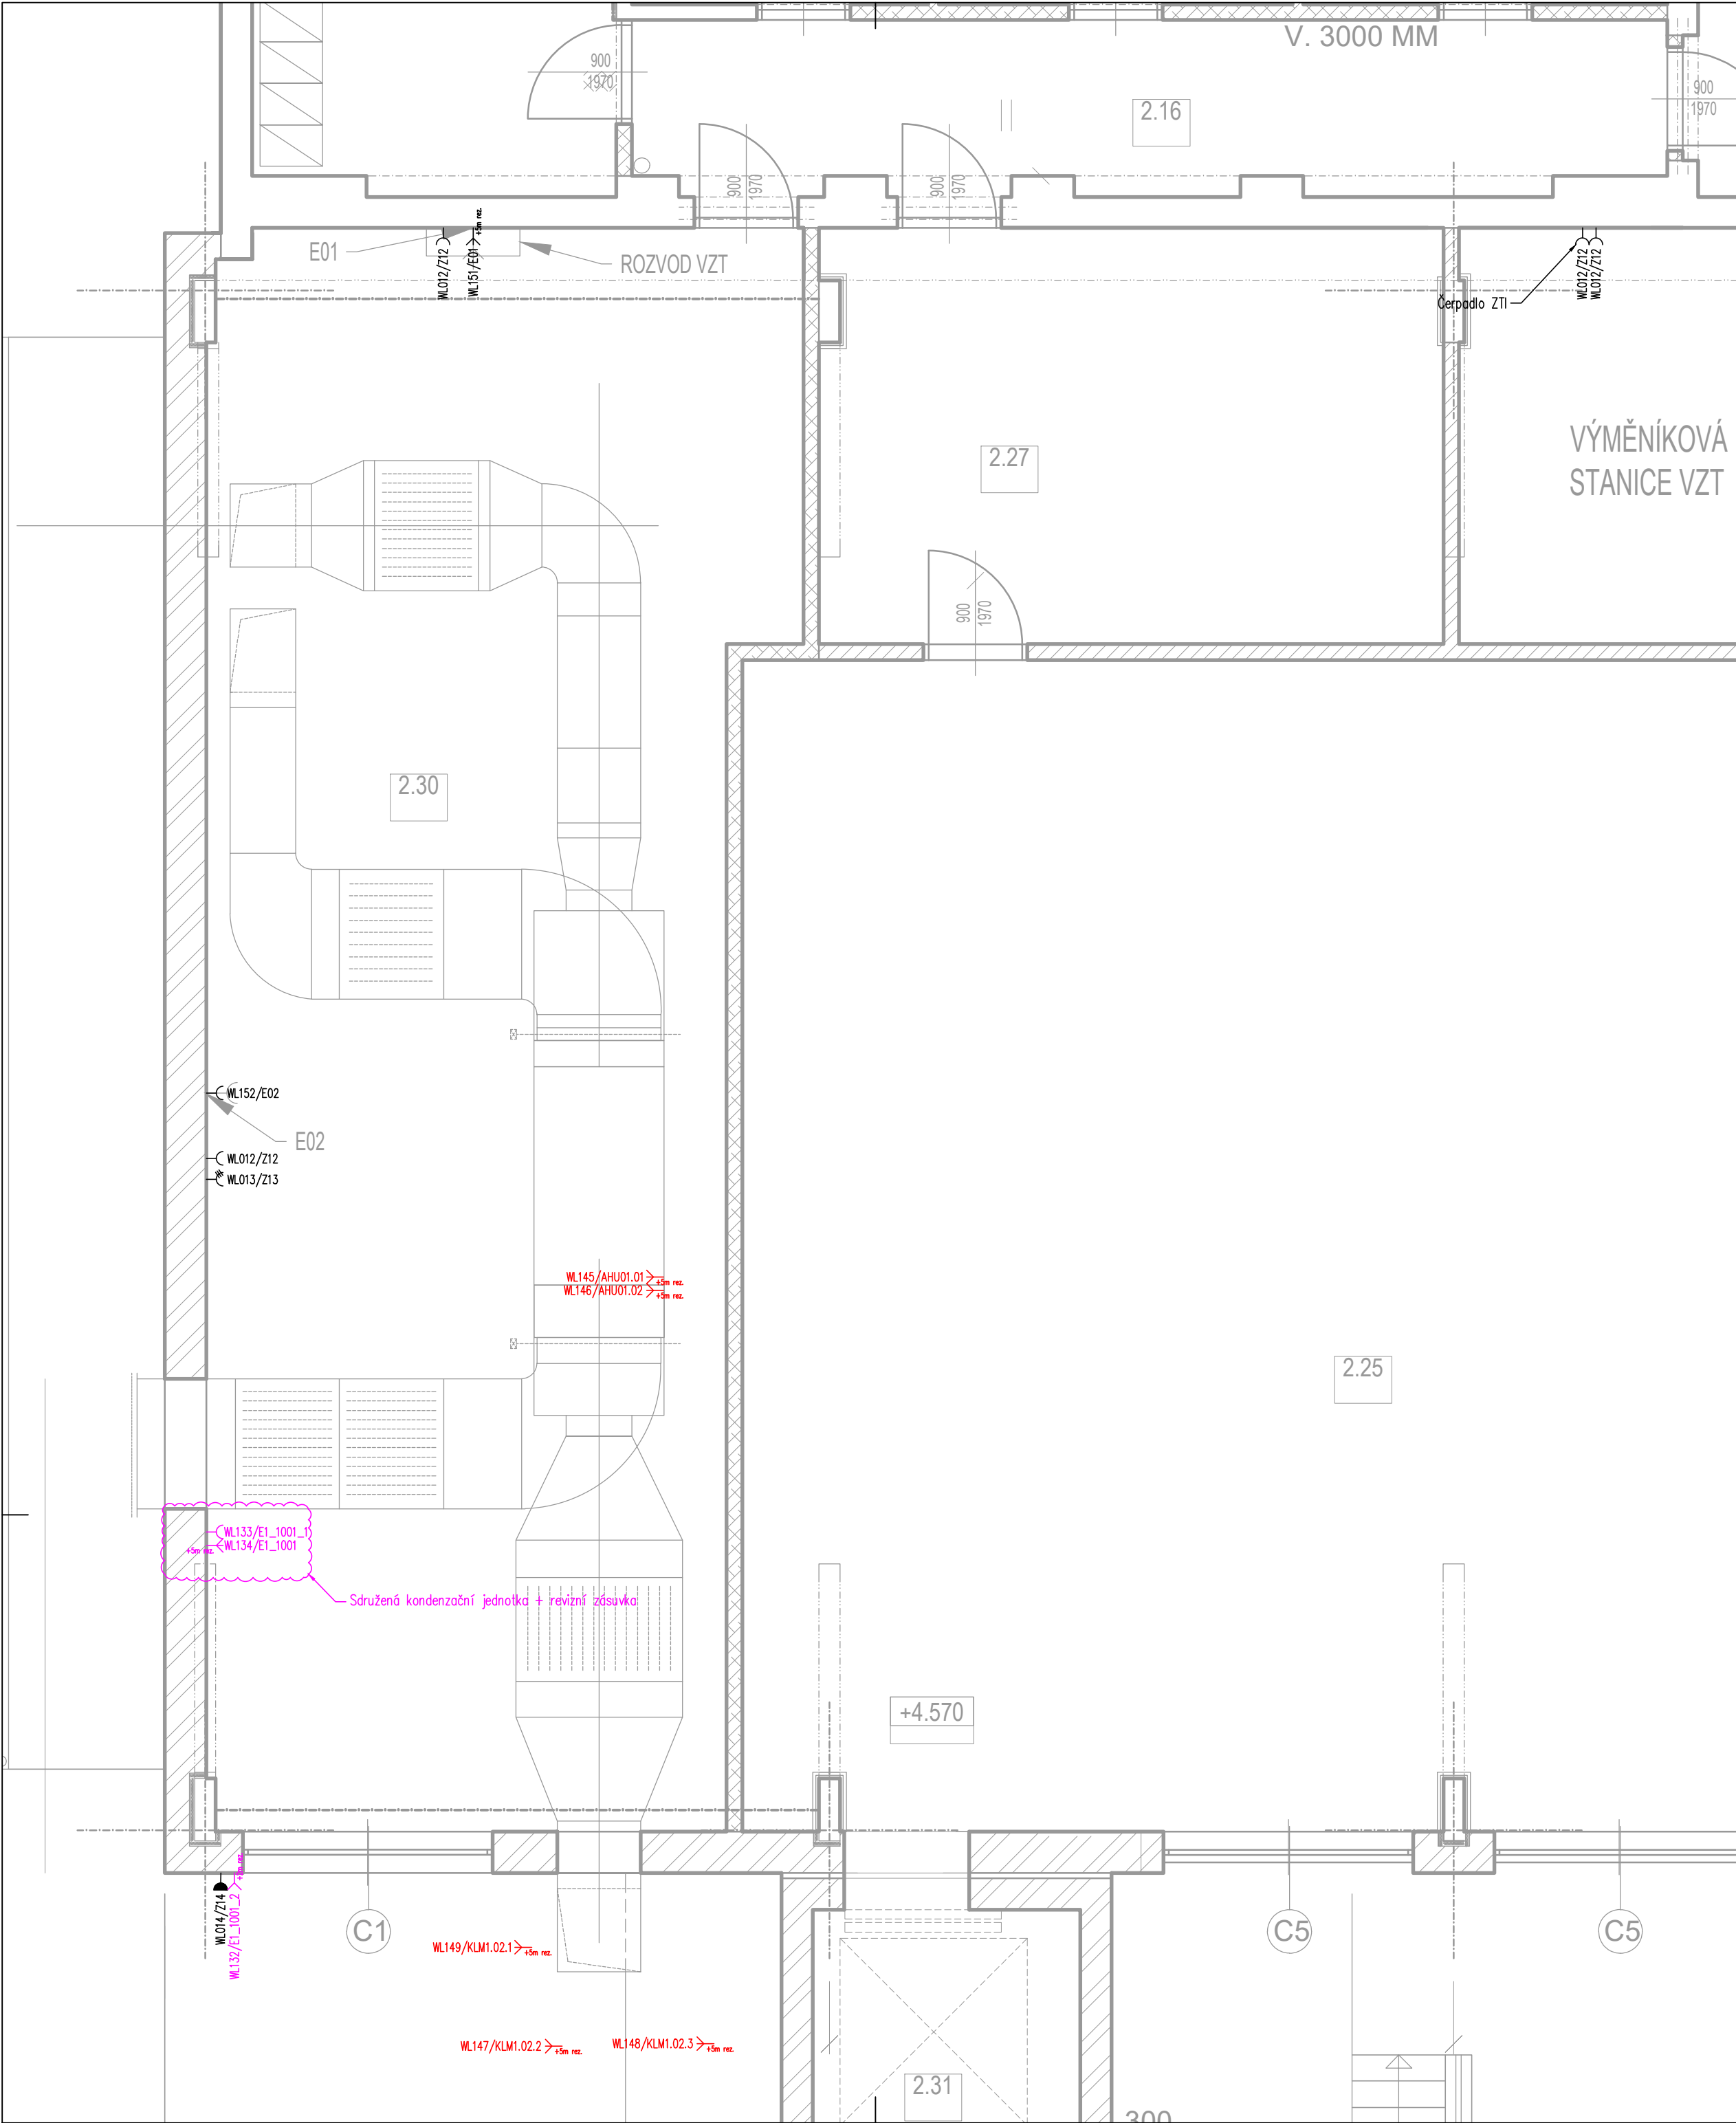 V. 3000 MM
900
1970
2.16
900
1970
900
1970
900
1970
E01
WL012/Z12
WL151/E01
+5m rez.
ROZVOD VZT
Čerpadlo ZTI
WL012/Z12
WL012/Z12
2.27
VÝMĚNÍKOVÁ
STANICE VZT
900
1970
2.30
WL152/E02
E02
WL012/Z12
WL013/Z13
WL145/AHU01.01
+5m rez.
WL146/AHU01.02
+5m rez.
2.25
WL133/E1_1001_1
+5m rez.
WL134/E1_1001
Sdružená kondenzační jednotka + revizní zásuvka
+4.570
WL014/Z14
WL132/E1_1001_2
+5m rez.
C1
C5
C5
WL149/KLM1.02.1
+5m rez.
WL147/KLM1.02.2
+5m rez.
WL148/KLM1.02.3
+5m rez.
2.31
300